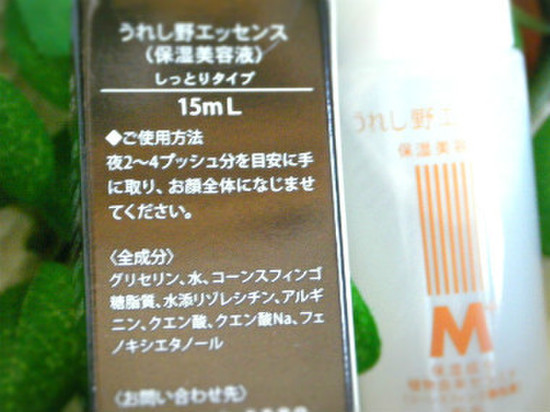 うれし野エッセンス
（保湿美容液）
しっとりタイプ
15mL
◆ご使用方法
夜2〜4プッシュ分を目安に手
に取り、お顔全体になじませ
てください。
〈全成分〉
グリセリン、水、コーンスフィンゴ
糖脂質、水添リゾレシチン、アルギ
ニン、クエン酸、クエン酸Na、フェ
ノキシエタノール
〈お問い合わせ先〉
うれし野エ
保湿美容
M